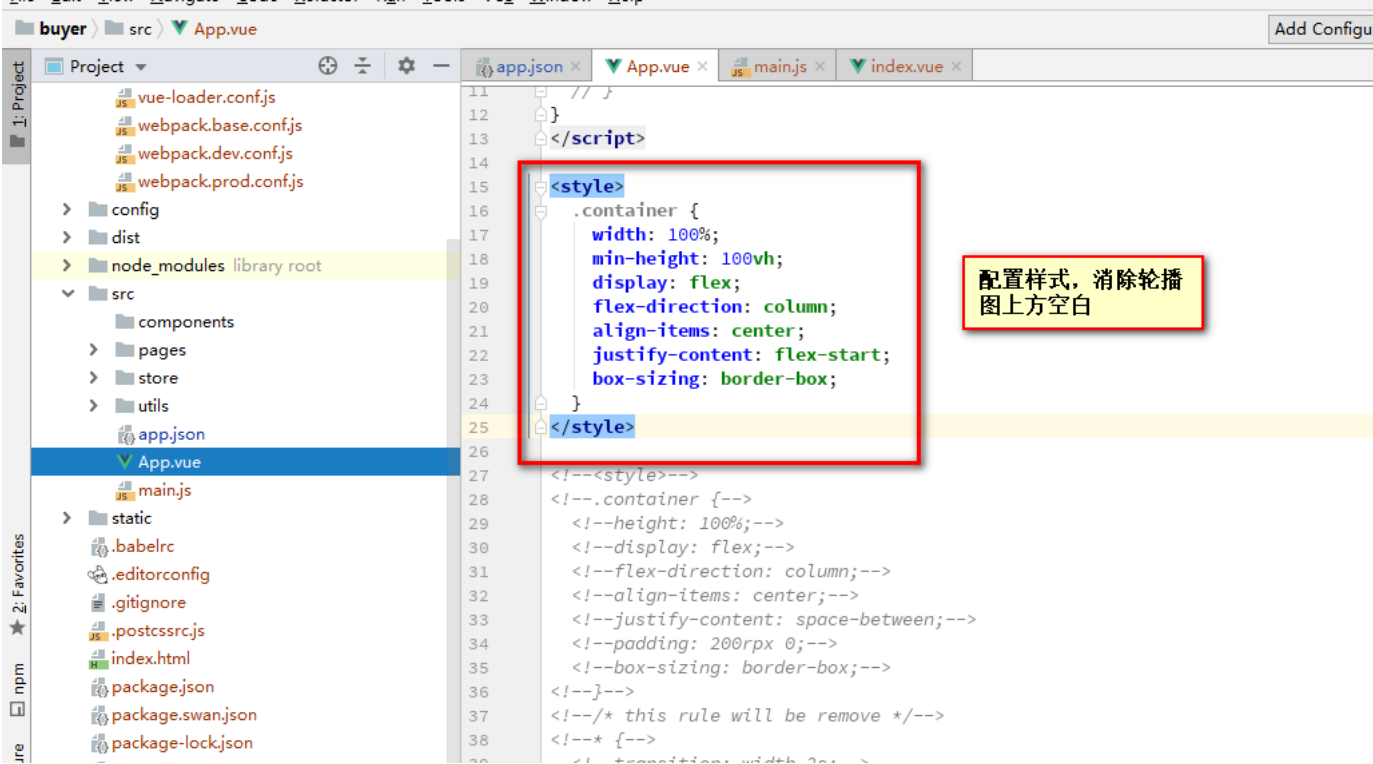 buyer src App.vue
Add Configu
1: Project
Project
app.json App.vue main.js index.vue
vue-loader.conf.js
webpack.base.conf.js
webpack.dev.conf.js
webpack.prod.conf.js
config
dist
node_modules library root
src
components
pages
store
utils
app.json
App.vue
main.js
static
.babelrc
.editorconfig
.gitignore
.postcssrc.js
index.html
package.json
package.swan.json
package-lock.json
2: Favorites
npm
11 // }
12 }
13 </script>
14
15 <style>
16 .container {
17 width: 100%;
18 min-height: 100vh;
19 display: flex;
20 flex-direction: column;
21 align-items: center;
22 justify-content: flex-start;
23 box-sizing: border-box;
24 }
25 </style>
26
27 <!--<style>-->
28 <!--.container {-->
29 <!--height: 100%;-->
30 <!--display: flex;-->
31 <!--flex-direction: column;-->
32 <!--align-items: center;-->
33 <!--justify-content: space-between;-->
34 <!--padding: 200rpx 0;-->
35 <!--box-sizing: border-box;-->
36 <!--}-->
37 <!--/* this rule will be remove */-->
38 <!--* {-->
配置样式，消除轮播
图上方空白